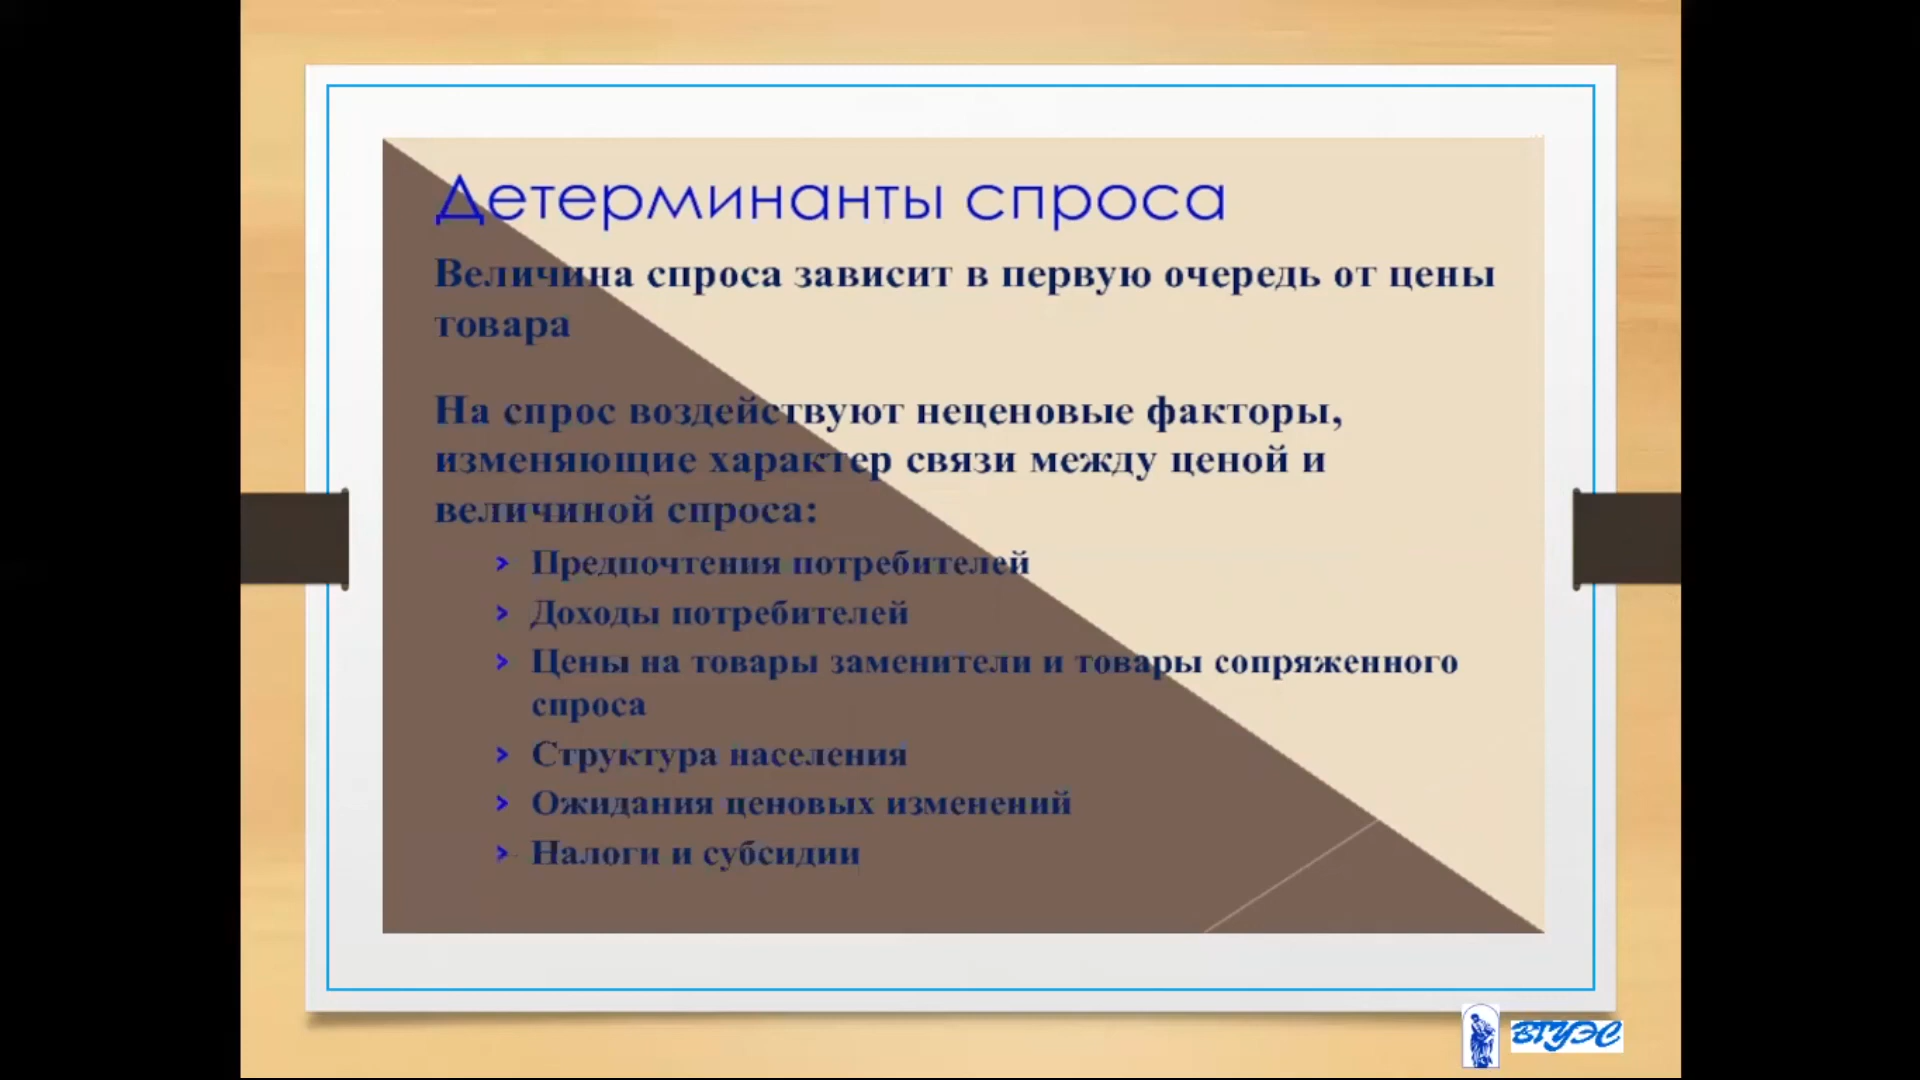 Детерминанты спроса
Величина спроса зависит в первую очередь от цены
товара
На спрос воздействуют неценовые факторы,
изменяющие характер связи между ценой и
величиной спроса:
> Предпочтения потребителей
> Доходы потребителей
> Цены на товары заменители и товары сопряженного
спроса
> Структура населения
> Ожидания ценовых изменений
> Налоги и субсидии
ВГУЭС